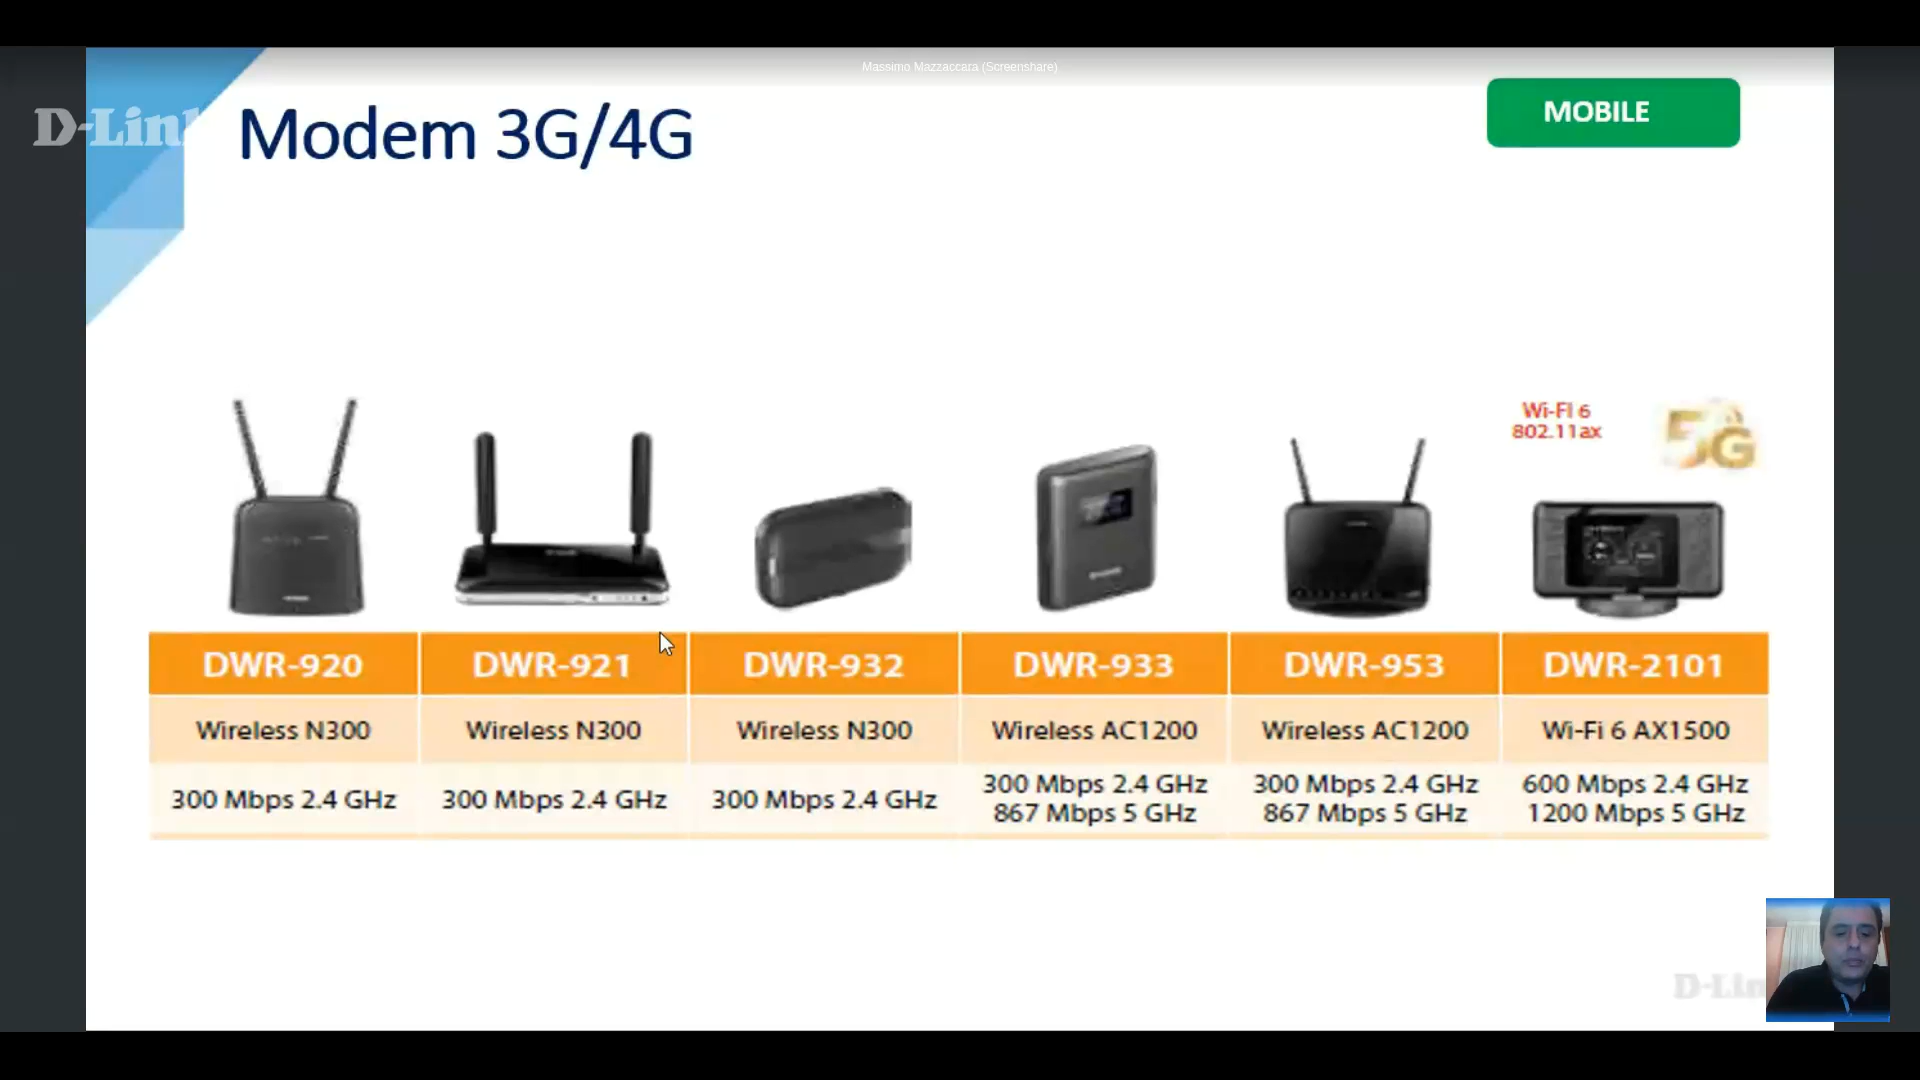 Massimo Mazzaccara (Screenshare)
D-Link
Modem 3G/4G
MOBILE
Wi-Fi 6
802.11ax
5G
DWR-920 DWR-921 DWR-932 DWR-933 DWR-953 DWR-2101
Wireless N300 Wireless N300 Wireless N300 Wireless AC1200 Wireless AC1200 Wi-Fi 6 AX1500
300 Mbps 2.4 GHz 300 Mbps 2.4 GHz 300 Mbps 2.4 GHz 300 Mbps 2.4 GHz 300 Mbps 2.4 GHz 600 Mbps 2.4 GHz
867 Mbps 5 GHz 867 Mbps 5 GHz 1200 Mbps 5 GHz
D-Lin